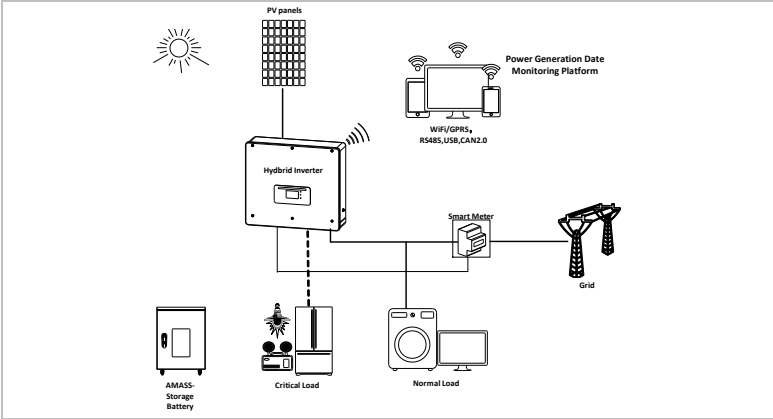 PV panels
Power Generation Date
Monitoring Platform
WiFi/GPRS,
RS485,USB,CAN2.0
Hydbrid Inverter
Smart Meter
Grid
AMASS-
Storage
Battery
Critical Load
Normal Load